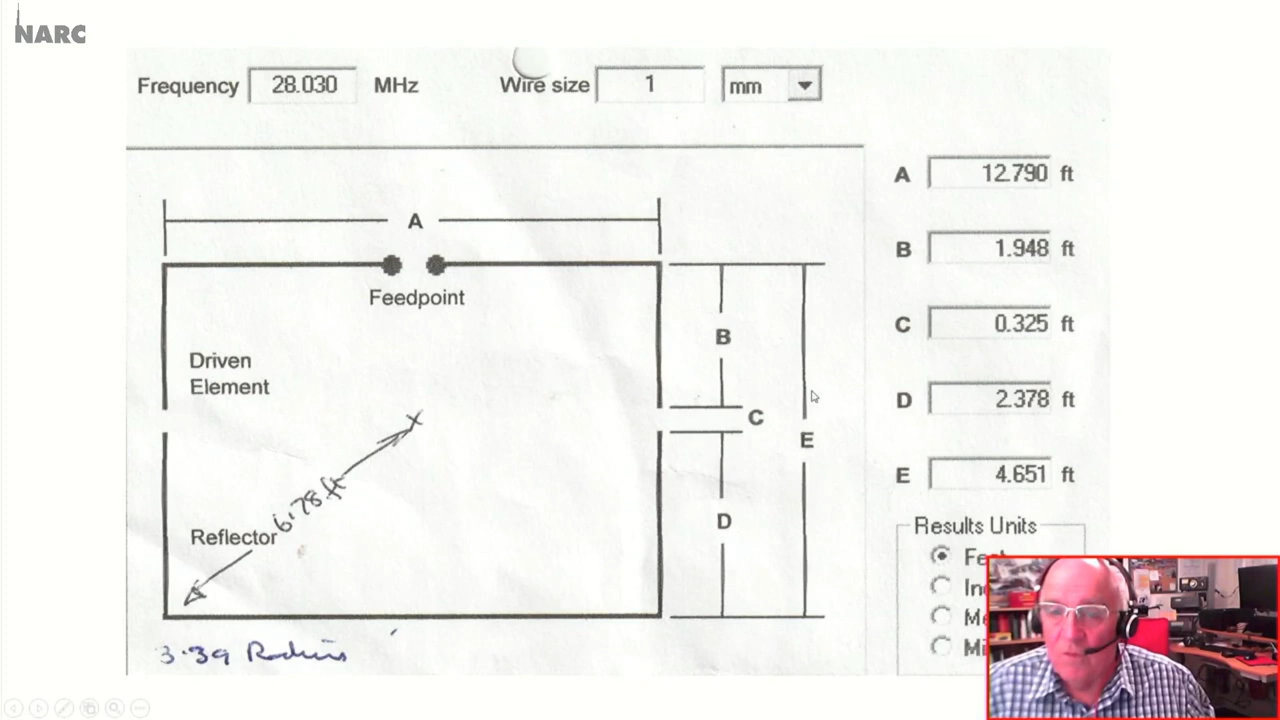 NARC
Frequency 28.030 MHz Wire size 1 mm
A 12.790 ft
A
B 1.948 ft
Feedpoint
B
C 0.325 ft
Driven
Element
D 2.378 ft
C
E
E 4.651 ft
6.78 ft
D
Results Units
Reflector
3.39 Radius